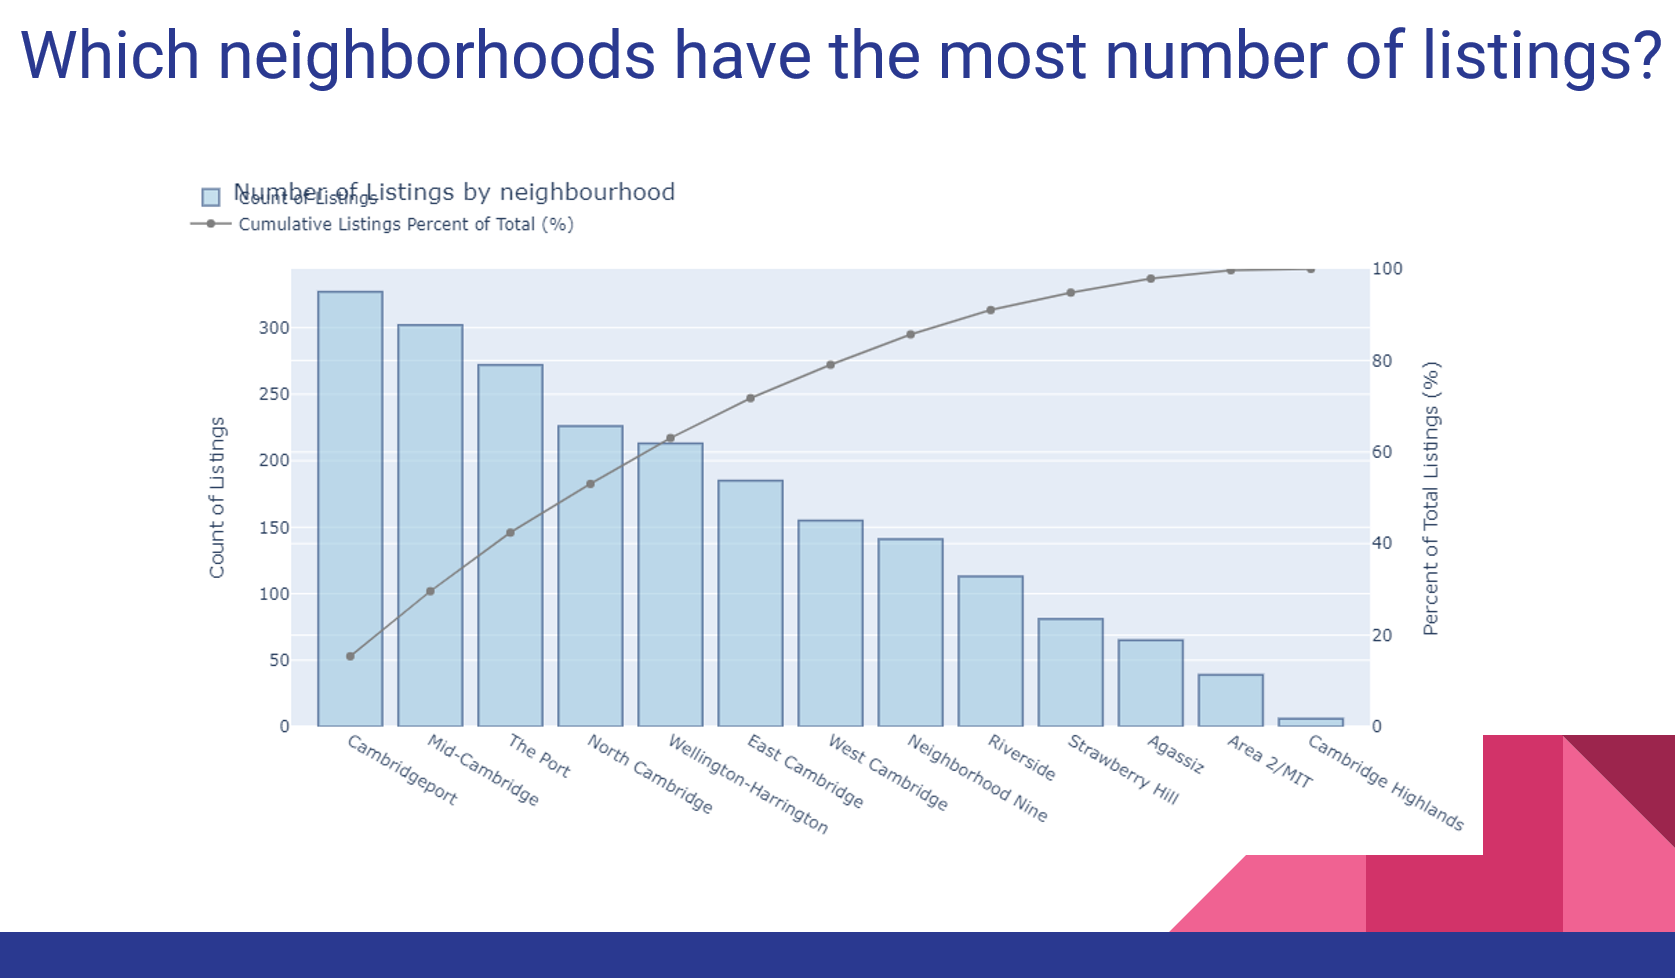 Which neighborhoods have the most number of listings?
Number of Listings by neighbourhood
Count of Listings
Cumulative Listings Percent of Total (%)
Count of Listings
300
250
200
150
100
50
0
100
80
60
40
20
0
Percent of Total Listings (%)
Cambridgeport
Mid-Cambridge
The Port
North Cambridge
Wellington-Harrington
East Cambridge
West Cambridge
Neighborhood Nine
Riverside
Strawberry Hill
Agassiz
Area 2/MIT
Cambridge Highlands